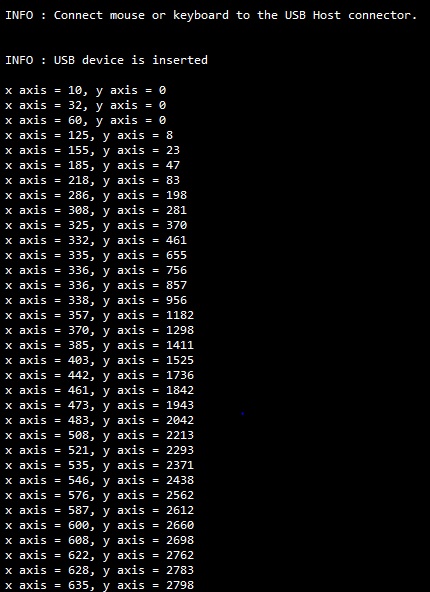 INFO : Connect mouse or keyboard to the USB Host connector.
INFO : USB device is inserted
x axis = 10, y axis = 0
x axis = 32, y axis = 0
x axis = 60, y axis = 0
x axis = 125, y axis = 8
x axis = 155, y axis = 23
x axis = 185, y axis = 47
x axis = 218, y axis = 83
x axis = 286, y axis = 198
x axis = 308, y axis = 281
x axis = 325, y axis = 370
x axis = 332, y axis = 461
x axis = 335, y axis = 655
x axis = 336, y axis = 756
x axis = 336, y axis = 857
x axis = 338, y axis = 956
x axis = 357, y axis = 1182
x axis = 370, y axis = 1298
x axis = 385, y axis = 1411
x axis = 403, y axis = 1525
x axis = 442, y axis = 1736
x axis = 461, y axis = 1842
x axis = 473, y axis = 1943
x axis = 483, y axis = 2042
x axis = 508, y axis = 2213
x axis = 521, y axis = 2293
x axis = 535, y axis = 2371
x axis = 546, y axis = 2438
x axis = 576, y axis = 2562
x axis = 587, y axis = 2612
x axis = 600, y axis = 2660
x axis = 608, y axis = 2698
x axis = 622, y axis = 2762
x axis = 628, y axis = 2783
x axis = 635, y axis = 2798